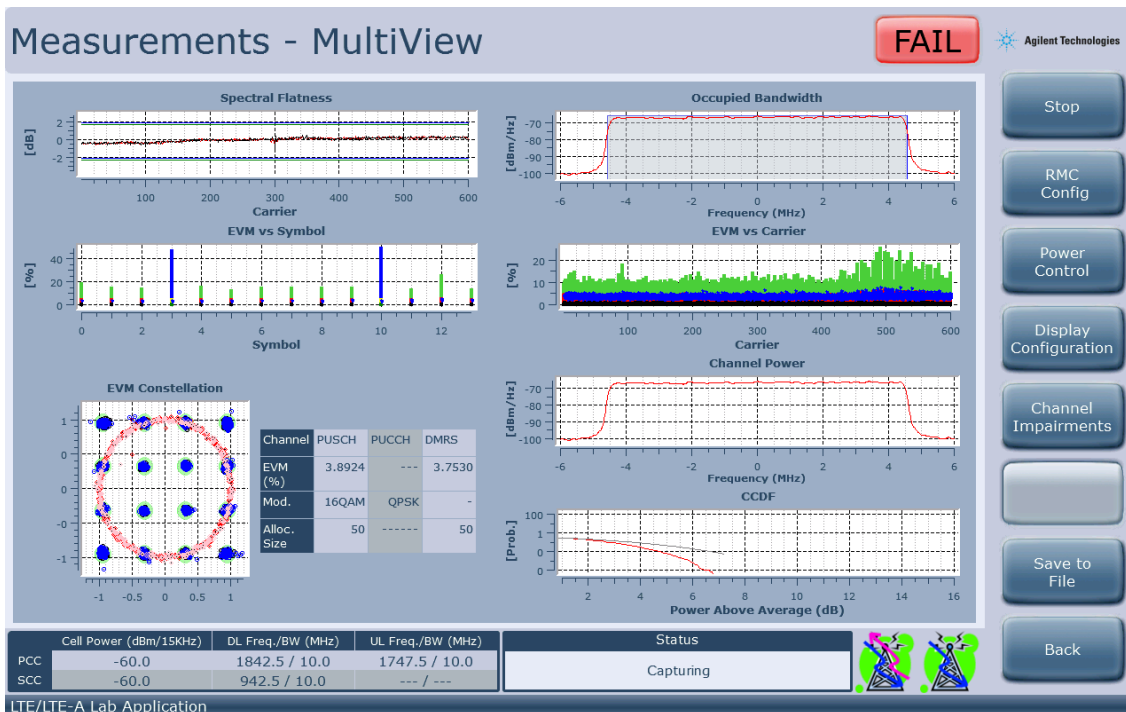 Measurements - MultiView
FAIL
Agilent Technologies
Spectral Flatness
[dB]
2
0
-2
100 200 300 400 500 600
Carrier
Occupied Bandwidth
[dBm/Hz]
-70
-80
-90
-100
-6 -4 -2 0 2 4 6
Frequency (MHz)
EVM vs Symbol
[%]
40
20
0
0 2 4 6 8 10 12
Symbol
EVM vs Carrier
[%]
20
10
0
100 200 300 400 500 600
Carrier
EVM Constellation
1
0
0
-0
-1
-1 -0.5 0 0.5 1
Channel PUSCH PUCCH DMRS
EVM (%) 3.8924 --- 3.7530
Mod. 16QAM QPSK -
Alloc. Size 50 ------ 50
Channel Power
[dBm/Hz]
-70
-80
-90
-100
-6 -4 -2 0 2 4 6
Frequency (MHz)
CCDF
[Prob.]
100
1
0
0
2 4 6 8 10 12 14 16
Power Above Average (dB)
Stop
RMC
Config
Power
Control
Display
Configuration
Channel
Impairments
Save to
File
Back
Cell Power (dBm/15KHz) DL Freq./BW (MHz) UL Freq./BW (MHz)
PCC -60.0 1842.5 / 10.0 1747.5 / 10.0
SCC -60.0 942.5 / 10.0 --- / ---
Status
Capturing
LTE/LTE-A Lab Application